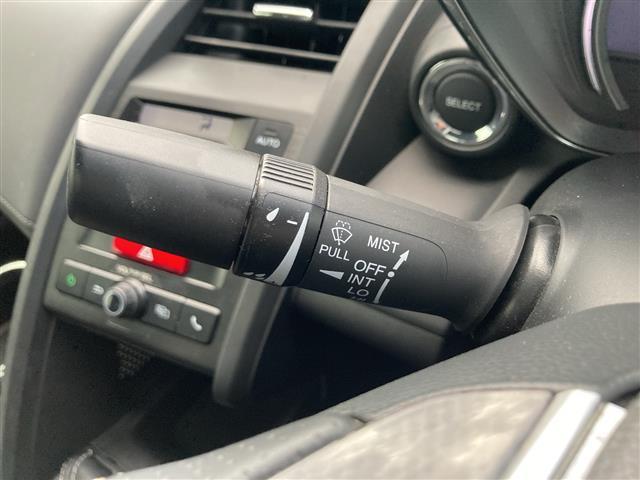 SELECT
AUTO
MIST
PULL
OFF
INT
LO